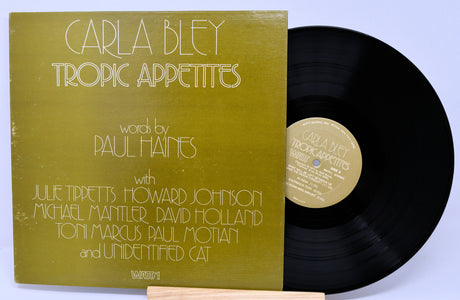 CARLA BLEY
TROPIC APPETITES
words by
PAUL HAINES
with
JULIE TIPPETTS HOWARD JOHNSON
MICHAEL MANTLER DAVID HOLLAND
TONI MARCUS PAUL MOTIAN
and UNIDENTIFIED CAT
WATT/1
CARLA BLEY
TROPIC APPETITES